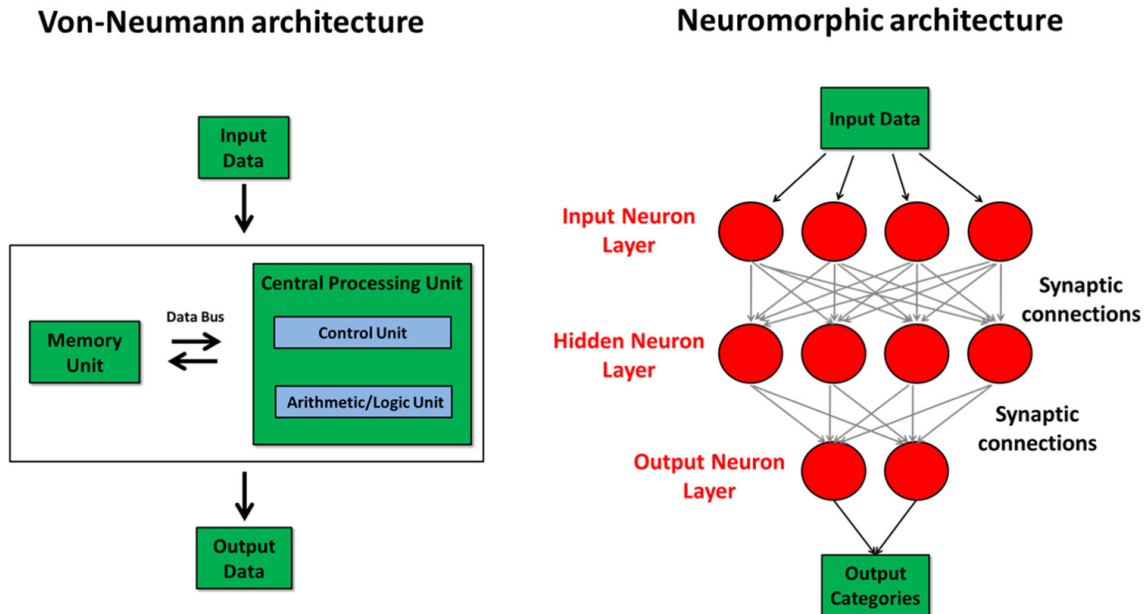 Von-Neumann architecture
Input
Data
Data Bus
Memory
Unit
Central Processing Unit
Control Unit
Arithmetic/Logic Unit
Output
Data
Neuromorphic architecture
Input Data
Input Neuron
Layer
Synaptic
connections
Hidden Neuron
Layer
Synaptic
connections
Output Neuron
Layer
Output
Categories